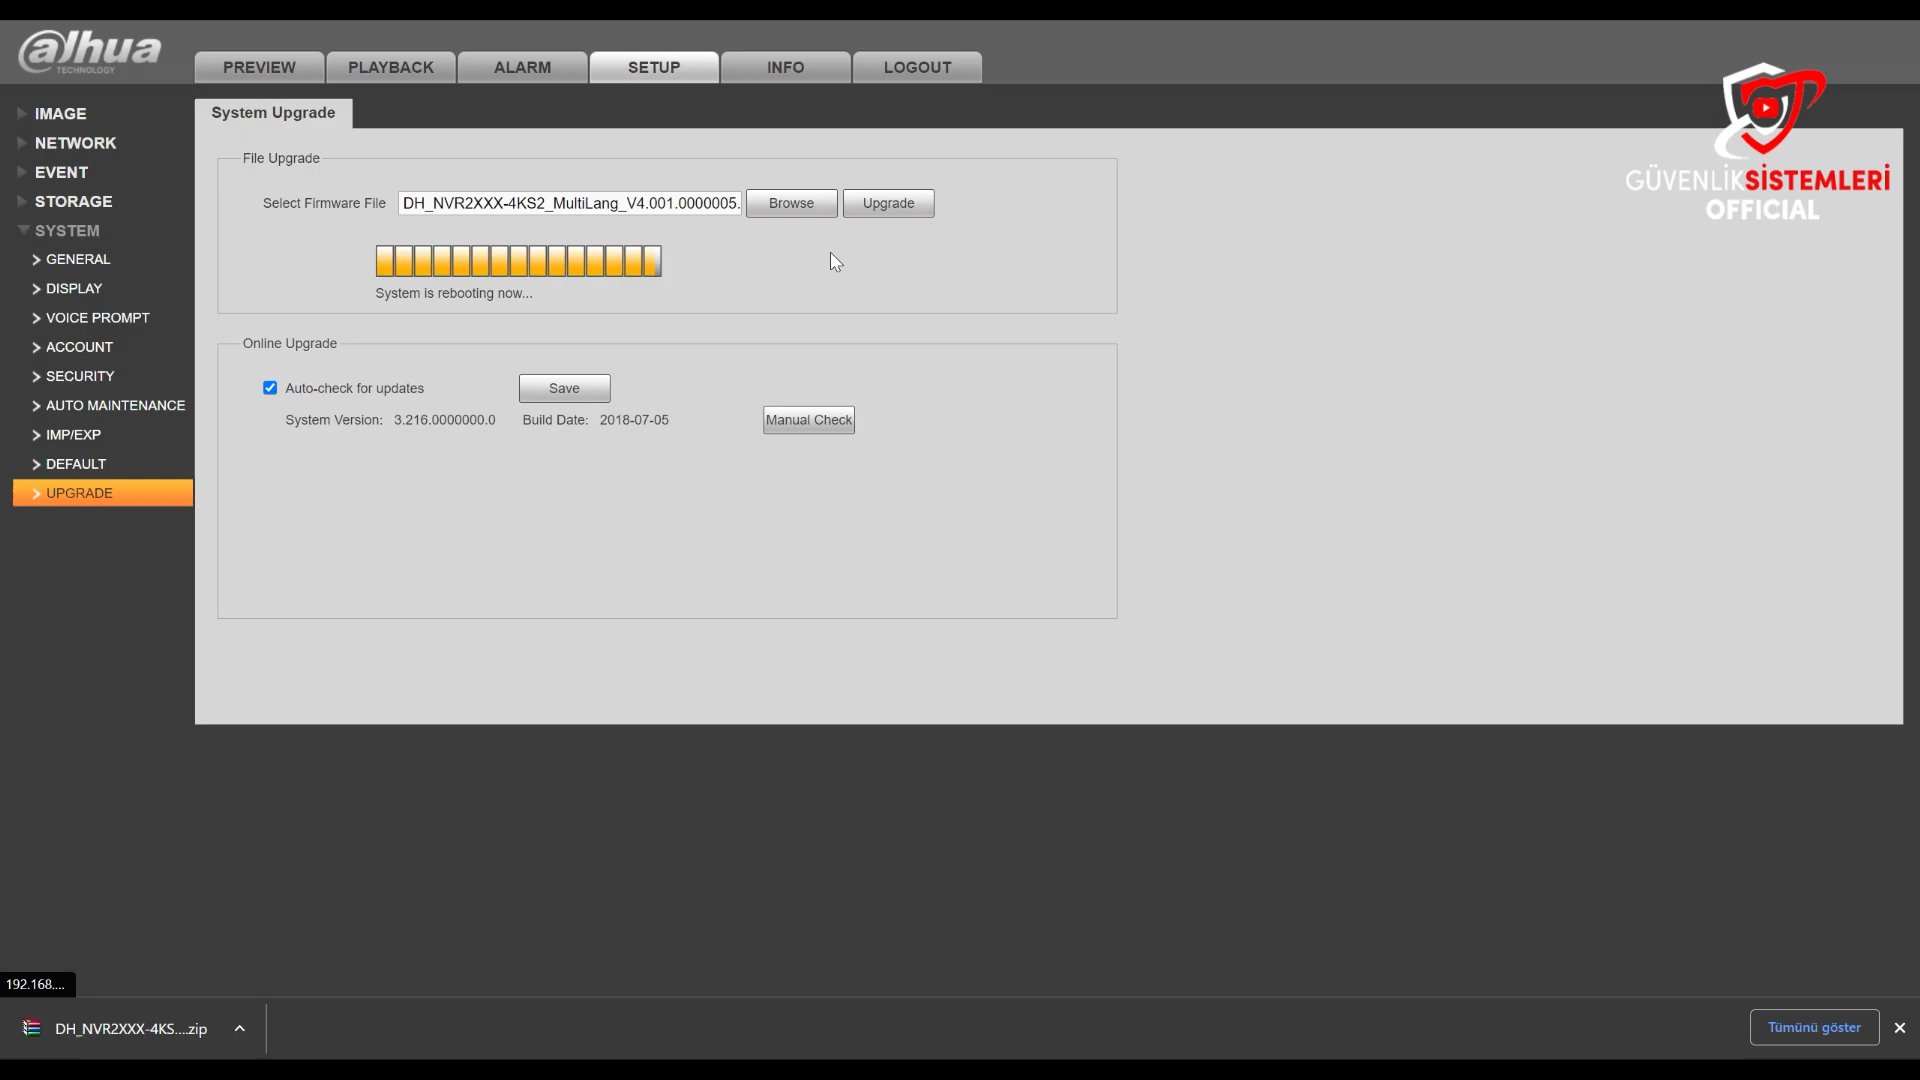 alhua
TECHNOLOGY
PREVIEW
PLAYBACK
ALARM
SETUP
INFO
LOGOUT
GÜVENLİKSİSTEMLERİ
OFFICIAL
IMAGE
NETWORK
EVENT
STORAGE
SYSTEM
GENERAL
DISPLAY
VOICE PROMPT
ACCOUNT
SECURITY
AUTO MAINTENANCE
IMP/EXP
DEFAULT
UPGRADE
System Upgrade
File Upgrade
Select Firmware File DH_NVR2XXX-4KS2_MultiLang_V4.001.0000005. Browse Upgrade
System is rebooting now...
Online Upgrade
Auto-check for updates Save
System Version: 3.216.0000000.0 Build Date: 2018-07-05 Manual Check
192.168....
DH_NVR2XXX-4KS....zip
Tümünü göster